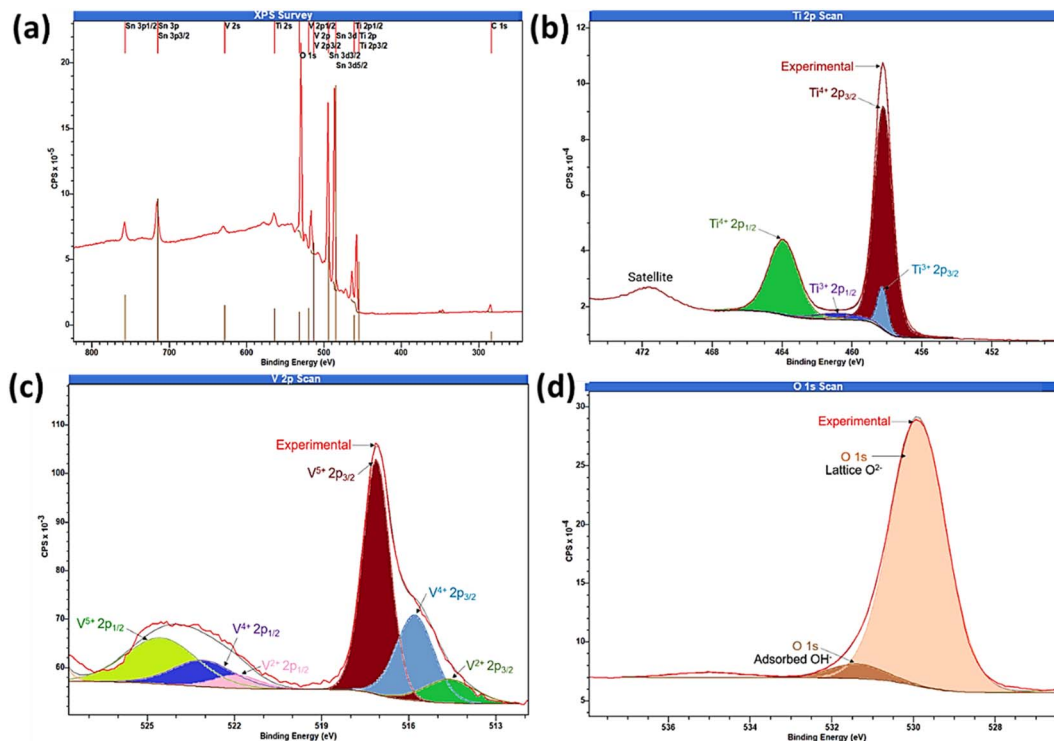 (a)
XPS Survey
Sn 3p1/2 Sn 3p V 2s Ti 2s V 2p1/2 Ti 2p1/2 C 1s
Sn 3p3/2 V 2p Sn 3d Ti 2p
V 2p3/2 Ti 2p3/2
O 1s Sn 3d3/2
Sn 3d5/2
20
15
10
5
0
CPS x 10⁻⁵
800 700 600 500 400 300
Binding Energy (eV)
(b)
Ti 2p Scan
Experimental
Ti⁴⁺ 2p₃/₂
Ti⁴⁺ 2p₁/₂
Ti³⁺ 2p₃/₂
Satellite
Ti³⁺ 2p₁/₂
12
10
8
6
4
2
CPS x 10⁻⁴
472 468 464 460 456 452
Binding Energy (eV)
(c)
V 2p Scan
Experimental
V⁵⁺ 2p₃/₂
V⁴⁺ 2p₃/₂
V⁵⁺ 2p₁/₂
V⁴⁺ 2p₁/₂
V²⁺ 2p₁/₂
V²⁺ 2p₃/₂
110
100
90
80
70
60
CPS x 10⁻³
525 522 519 516 513
Binding Energy (eV)
(d)
O 1s Scan
Experimental
O 1s
Lattice O²⁻
O 1s
Adsorbed OH⁻
30
25
20
15
10
5
CPS x 10⁻⁴
536 534 532 530 528
Binding Energy (eV)